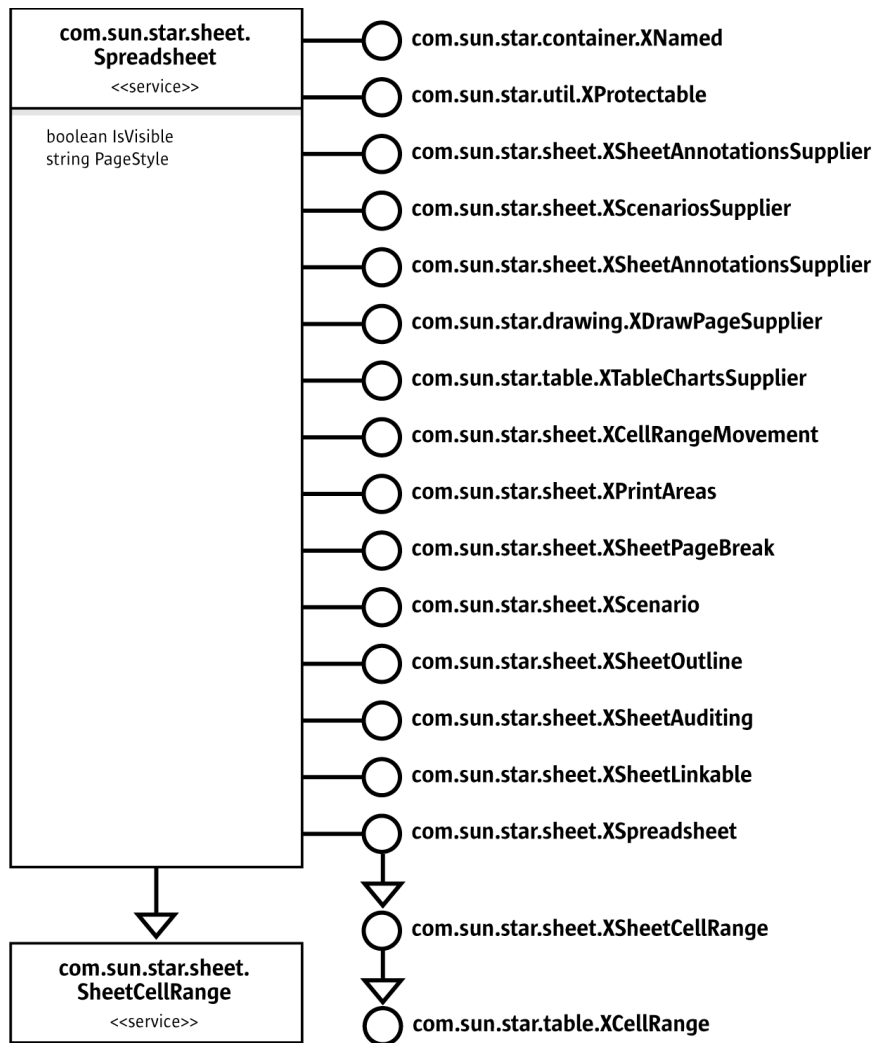 com.sun.star.sheet.
Spreadsheet
<<service>>
boolean IsVisible
string PageStyle
com.sun.star.container.XNamed
com.sun.star.util.XProtectable
com.sun.star.sheet.XSheetAnnotationsSupplier
com.sun.star.sheet.XScenariosSupplier
com.sun.star.sheet.XSheetAnnotationsSupplier
com.sun.star.drawing.XDrawPageSupplier
com.sun.star.table.XTableChartsSupplier
com.sun.star.sheet.XCellRangeMovement
com.sun.star.sheet.XPrintAreas
com.sun.star.sheet.XSheetPageBreak
com.sun.star.sheet.XScenario
com.sun.star.sheet.XSheetOutline
com.sun.star.sheet.XSheetAuditing
com.sun.star.sheet.XSheetLinkable
com.sun.star.sheet.XSpreadsheet
com.sun.star.sheet.XSheetCellRange
com.sun.star.table.XCellRange
com.sun.star.sheet.
SheetCellRange
<<service>>